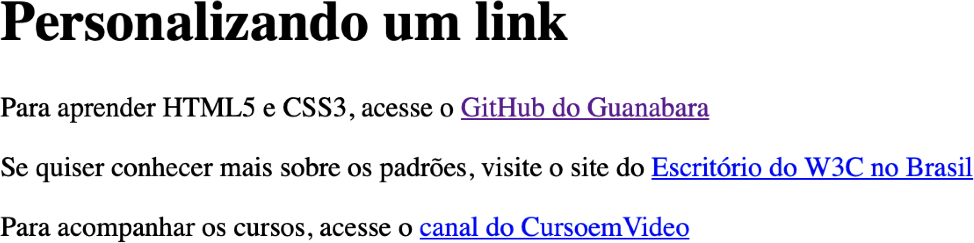 Personalizando um link
Para aprender HTML5 e CSS3, acesse o GitHub do Guanabara
Se quiser conhecer mais sobre os padrões, visite o site do Escritório do W3C no Brasil
Para acompanhar os cursos, acesse o canal do CursoemVideo